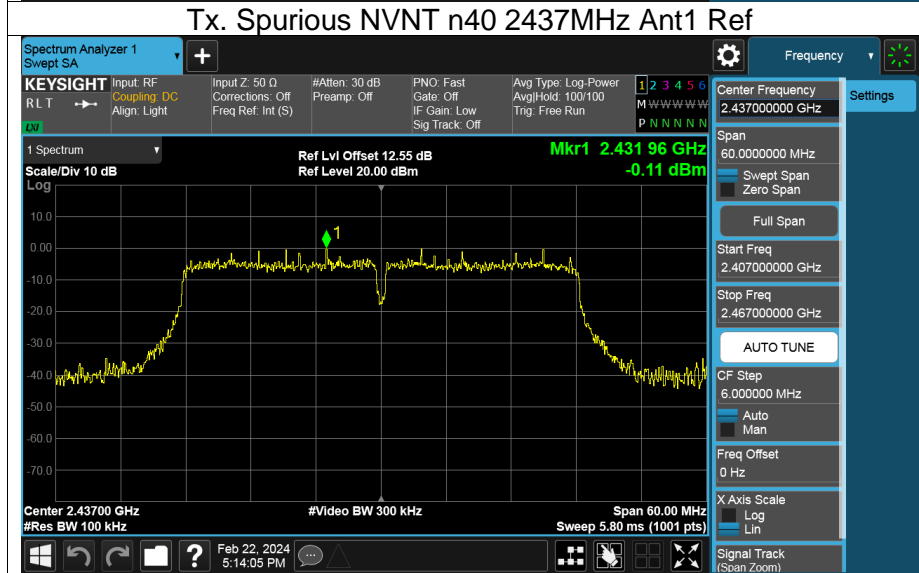 Tx. Spurious NVNT n40 2437MHz Ant1 Ref
Spectrum Analyzer 1
Swept SA
Frequency
KEYSIGHT
RLT
LXI
Input: RF
Coupling: DC
Align: Light
Input Z: 50 Ω
Corrections: Off
Freq Ref: Int (S)
#Atten: 30 dB
Preamp: Off
PNO: Fast
Gate: Off
IF Gain: Low
Sig Track: Off
Avg Type: Log-Power
Avg|Hold: 100/100
Trig: Free Run
1 2 3 4 5 6
M W W W W W
P N N N N N
1 Spectrum
Scale/Div 10 dB
Ref Lvl Offset 12.55 dB
Ref Level 20.00 dBm
Mkr1 2.431 96 GHz
-0.11 dBm
Log
10.0
0.00
-10.0
-20.0
-30.0
-40.0
-50.0
-60.0
-70.0
1
Center 2.43700 GHz
#Res BW 100 kHz
#Video BW 300 kHz
Span 60.00 MHz
Sweep 5.80 ms (1001 pts)
Feb 22, 2024
5:14:05 PM
Center Frequency
2.437000000 GHz
Settings
Span
60.0000000 MHz
Swept Span
Zero Span
Full Span
Start Freq
2.407000000 GHz
Stop Freq
2.467000000 GHz
AUTO TUNE
CF Step
6.000000 MHz
Auto
Man
Freq Offset
0 Hz
X Axis Scale
Log
Lin
Signal Track
(Span Zoom)